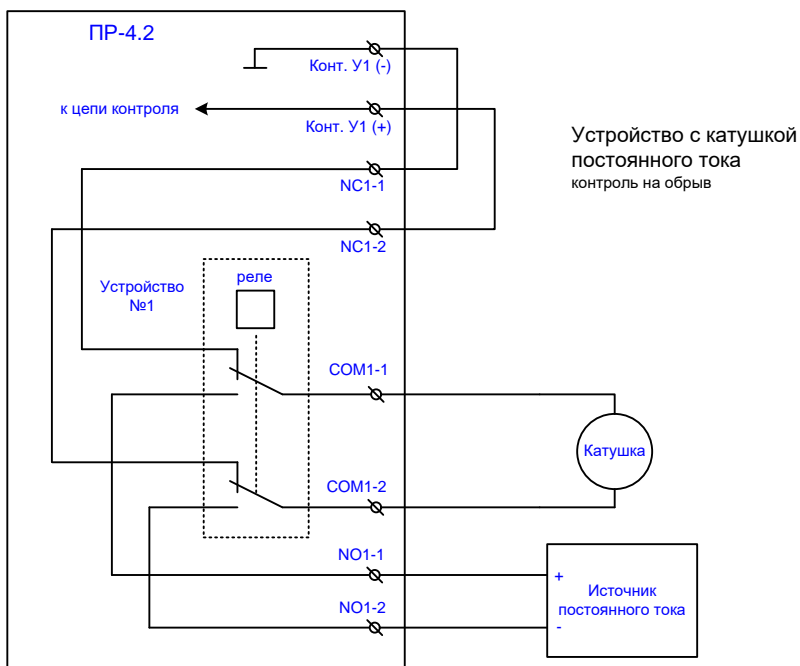 ПР-4.2
Конт. У1 (-)
к цепи контроля
Конт. У1 (+)
Устройство с катушкой
постоянного тока
контроль на обрыв
NC1-1
NC1-2
Устройство
№1
реле
COM1-1
Катушка
COM1-2
NO1-1
+
Источник
постоянного тока
NO1-2
-